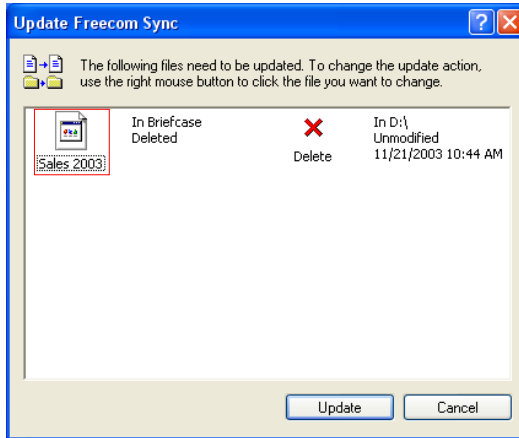 Update Freecom Sync
The following files need to be updated. To change the update action,
use the right mouse button to click the file you want to change.
Sales 2003
In Briefcase
Deleted
Delete
In D:\
Unmodified
11/21/2003 10:44 AM
Update
Cancel